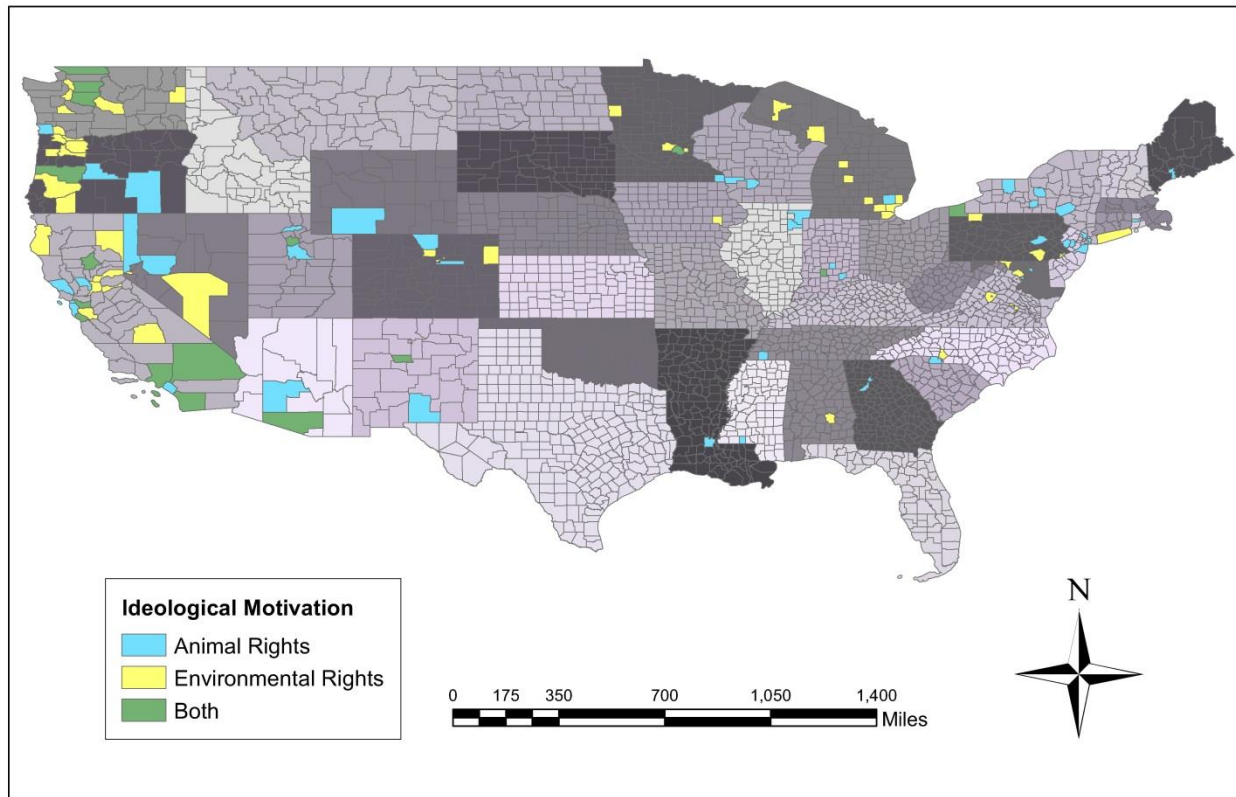 N
Ideological Motivation
Animal Rights
Environmental Rights
Both
0 175 350 700 1,050 1,400
Miles